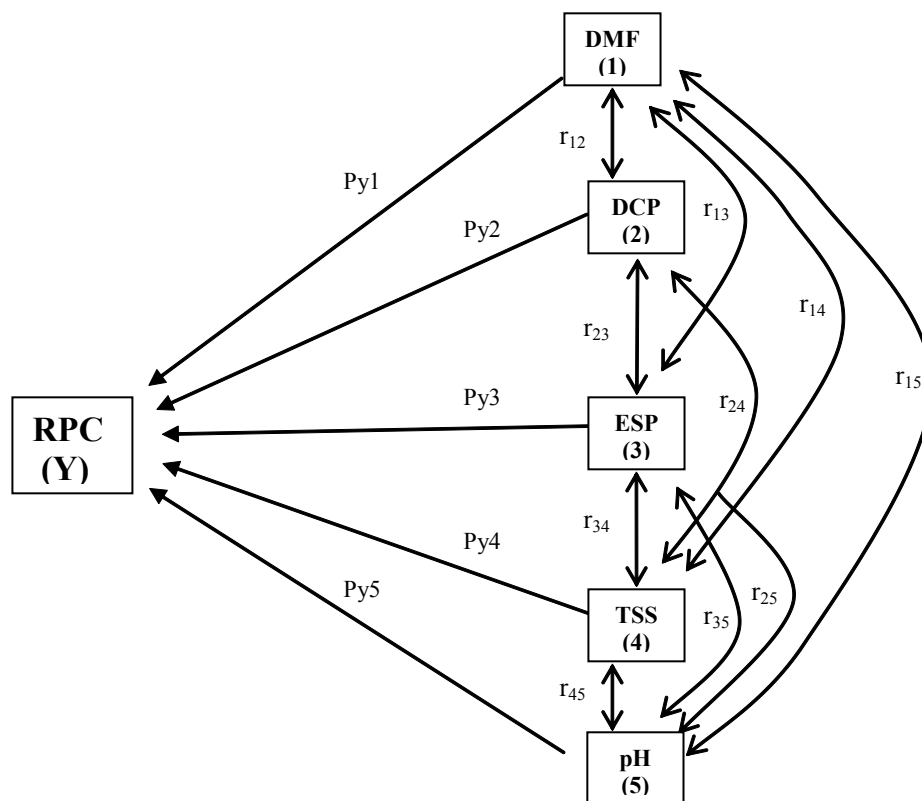 DMF
(1)
r12
Py1
DCP
(2)
r13
Py2
r14
r23
r15
r24
Py3
ESP
(3)
RPC
(Y)
r34
Py4
Py5
r25
TSS
(4)
r35
r45
pH
(5)